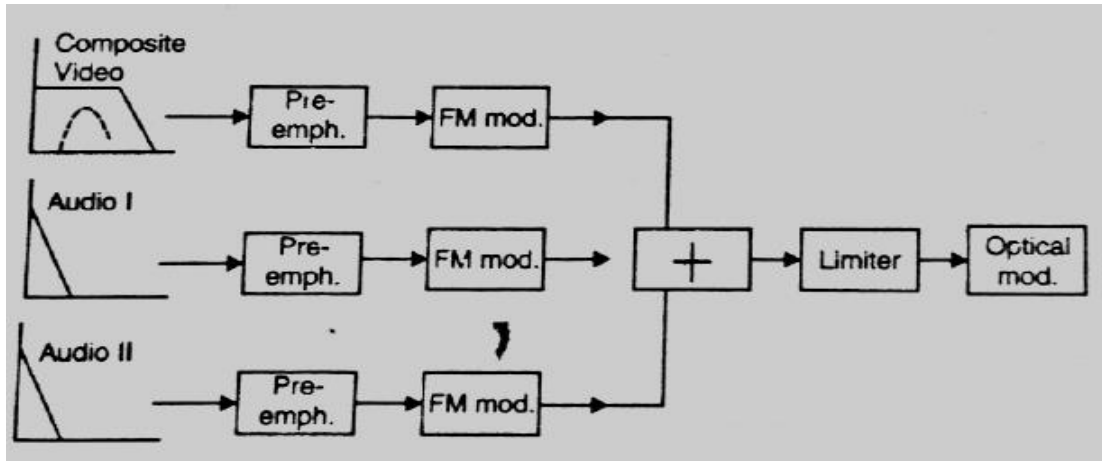 Composite
Video
Pre-
emph.
FM mod.
Audio I
Pre-
emph.
FM mod.
+
Limiter
Optical
mod.
Audio II
Pre-
emph.
FM mod.